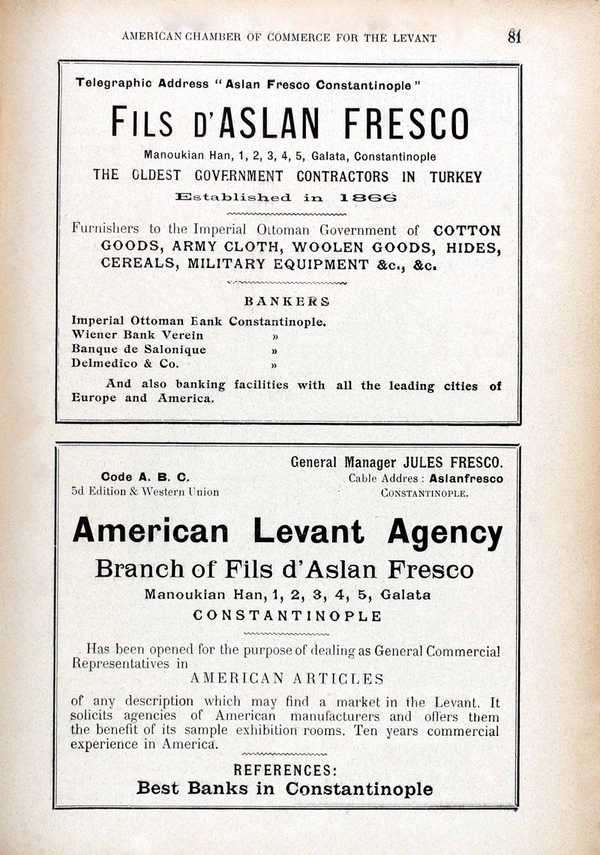 AMERICAN CHAMBER OF COMMERCE FOR THE LEVANT 81
Telegraphic Address "Aslan Fresco Constantinople"
FILS D'ASLAN FRESCO
Manoukian Han, 1, 2, 3, 4, 5, Galata, Constantinople
THE OLDEST GOVERNMENT CONTRACTORS IN TURKEY
Established in 1866
Furnishers to the Imperial Ottoman Government of COTTON
GOODS, ARMY CLOTH, WOOLEN GOODS, HIDES,
CEREALS, MILITARY EQUIPMENT &c., &c.
BANKERS
Imperial Ottoman Bank Constantinople.
Wiener Bank Verein »
Banque de Salonique »
Delmedico & Co. »
And also banking facilities with all the leading cities of
Europe and America.
General Manager JULES FRESCO.
Code A. B. C. Cable Addres : Aslanfresco
5d Edition & Western Union CONSTANTINOPLE.
American Levant Agency
Branch of Fils d'Aslan Fresco
Manoukian Han, 1, 2, 3, 4, 5, Galata
CONSTANTINOPLE
Has been opened for the purpose of dealing as General Commercial
Representatives in
AMERICAN ARTICLES
of any description which may find a market in the Levant. It
solicits agencies of American manufacturers and offers them
the benefit of its sample exhibition rooms. Ten years commercial
experience in America.
REFERENCES:
Best Banks in Constantinople